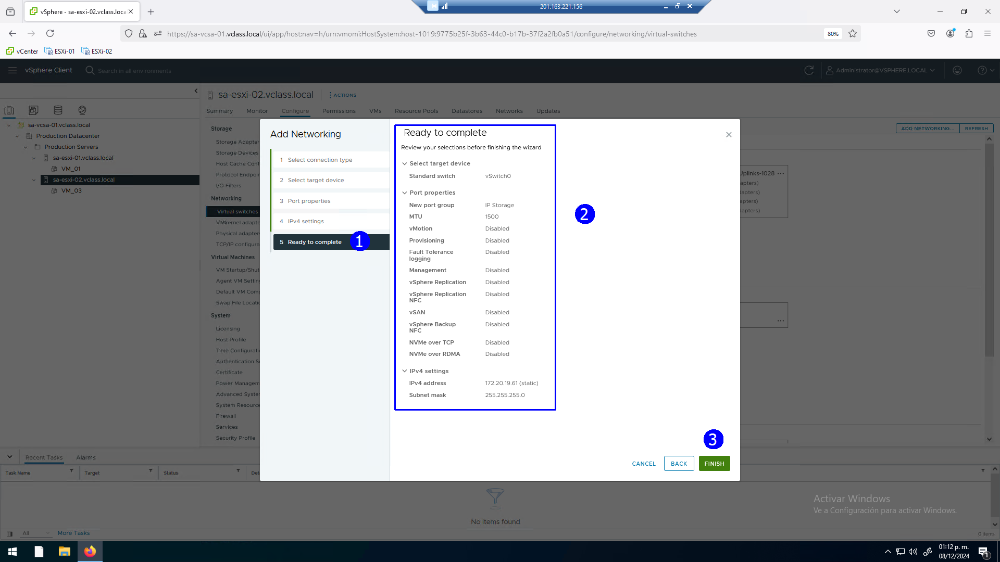 vSphere - sa-esxi-02.vclass.loca
201.163.221.156
https://sa-vcsa-01.vclass.local/ui/app/host;nav=h/urn:vmomi:HostSystem:host-1019:9775b25f-3b63-44c0-b17b-37f2a2fb0a51/configure/networking/virtual-switches
80%
vCenter
ESXi-01
ESXi-02
vSphere Client
Search in all environments
Administrator@VSPHERE.LOCAL
sa-esxi-02.vclass.local
ACTIONS
Summary
Monitor
Configure
Permissions
VMs
Resource Pools
Datastores
Networks
Updates
sa-vcsa-01.vclass.local
Production Datacenter
Production Servers
sa-esxi-01.vclass.local
VM_01
sa-esxi-02.vclass.local
VM_03
Storage
Storage Adapter
Storage Devices
Host Cache Conf
Protocol Endpoin
I/O Filters
Networking
Virtual switches
VMkernel adapte
Physical adapters
TCP/IP configura
Virtual Machines
VM Startup/Shut
Agent VM Settin
Default VM Comp
Swap File Locatio
System
Licensing
Host Profile
Time Configurati
Authentication S
Certificate
Power Managem
Advanced System
System Resource
Firewall
Services
Security Profile
ADD NETWORKING...
REFRESH
Uplinks-1028 ...
apters)
lapters)
apters)
lapters)
...
Add Networking
1 Select connection type
2 Select target device
3 Port properties
4 IPv4 settings
5 Ready to complete
1
Ready to complete
Review your selections before finishing the wizard
Select target device
Standard switch vSwitch0
Port properties
New port group IP Storage
MTU 1500
vMotion Disabled
Provisioning Disabled
Fault Tolerance logging Disabled
Management Disabled
vSphere Replication Disabled
vSphere Replication NFC Disabled
vSAN Disabled
vSphere Backup NFC Disabled
NVMe over TCP Disabled
NVMe over RDMA Disabled
IPv4 settings
IPv4 address 172.20.19.61 (static)
Subnet mask 255.255.255.0
2
3
CANCEL
BACK
FINISH
Recent Tasks
Alarms
Task Name
Target
Status
Det
No items found
All
More Tasks
0 items
Activar Windows
Ve a Configuración para activar Windows.
01:12 p. m.
08/12/2024
1